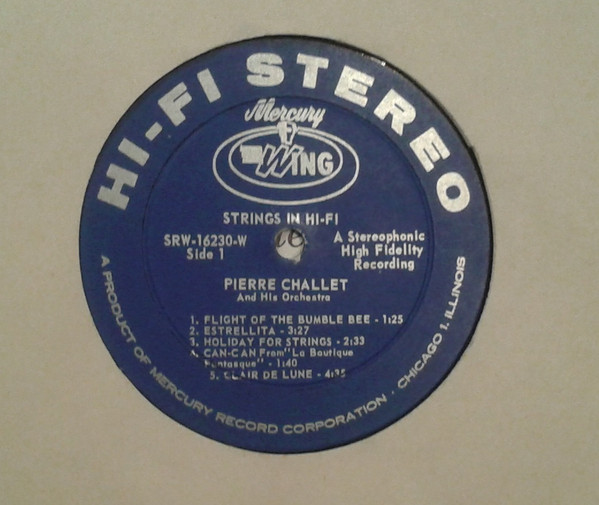 HI-FI STEREO
Mercury
WING
STRINGS IN HI-FI
SRW-16230-W
Side 1
A Stereophonic
High Fidelity
Recording
PIERRE CHALLET
And His Orchestra
1. FLIGHT OF THE BUMBLE BEE - 1:25
2. ESTRELLITA - 3:27
3. HOLIDAY FOR STRINGS - 2:33
4. CAN-CAN From "La Boutique
Fantasque" - 1:40
5. CLAIR DE LUNE - 4:35
A PRODUCT OF MERCURY RECORD CORPORATION · CHICAGO 1, ILLINOIS